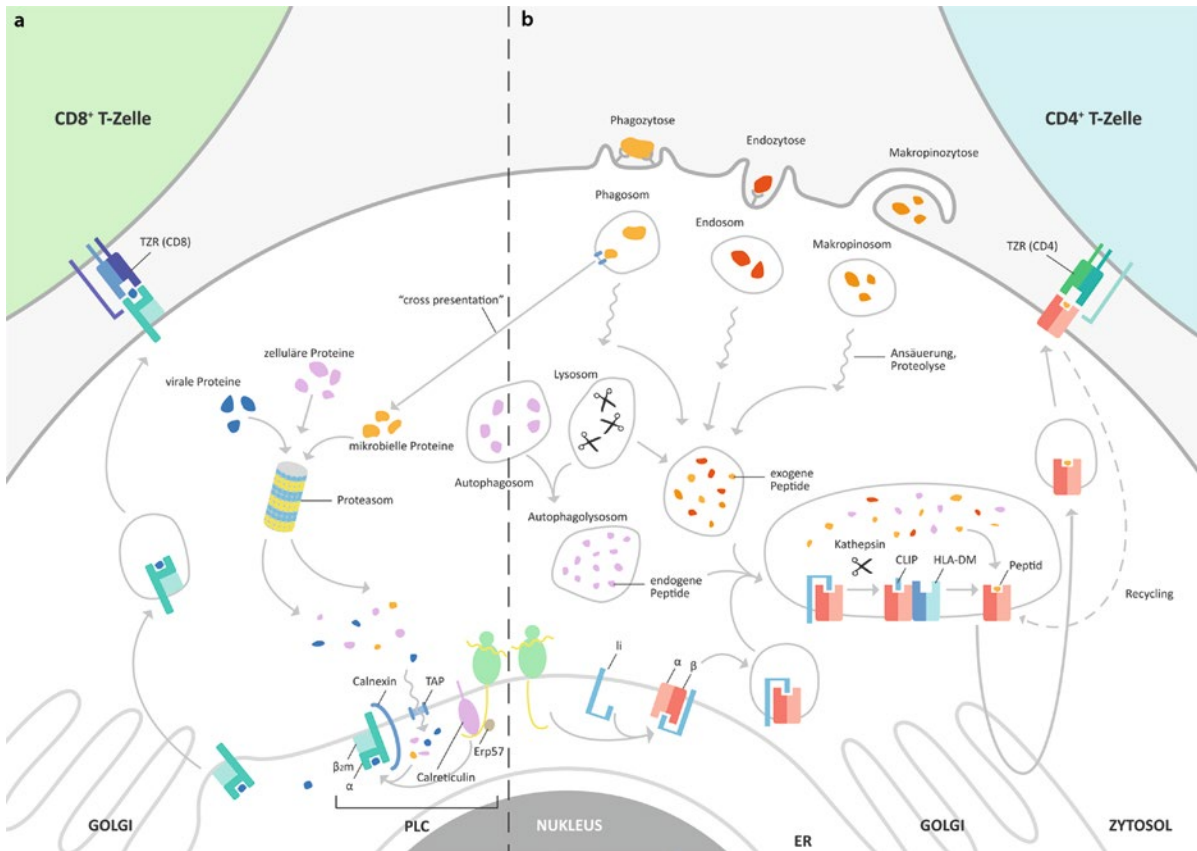 a
b
CD8⁺ T-Zelle
CD4⁺ T-Zelle
Phagozytose
Endozytose
Makropinozytose
Phagosom
Endosom
Makropinosom
TZR (CD8)
TZR (CD4)
"cross presentation"
zelluläre Proteine
virale Proteine
mikrobielle Proteine
Lysosom
Ansäuerung,
Proteolyse
Proteasom
Autophagosom
exogene
Peptide
Autophagolysosom
endogene
Peptide
Kathepsin
CLIP
HLA-DM
Peptid
Recycling
Calnexin
TAP
Ii
α
β
β₂m
α
Calreticulin
Erp57
GOLGI
PLC
NUKLEUS
ER
GOLGI
ZYTOSOL